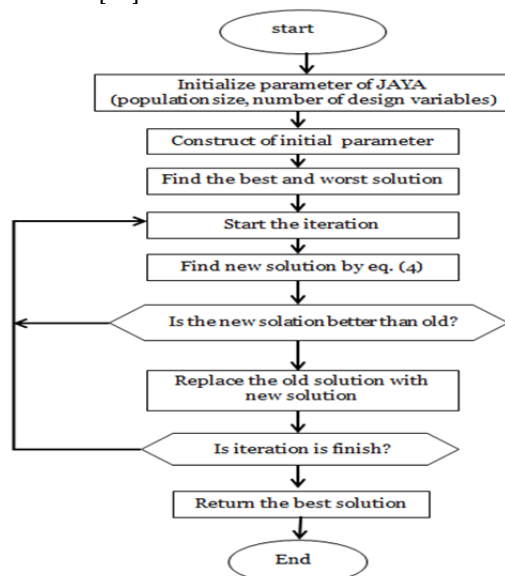 start
Initialize parameter of JAYA
(population size, number of design variables)
Construct of initial parameter
Find the best and worst solution
Start the iteration
Find new solution by eq. (4)
Is the new solation better than old?
Replace the old solution with
new solution
Is iteration is finish?
Return the best solution
End